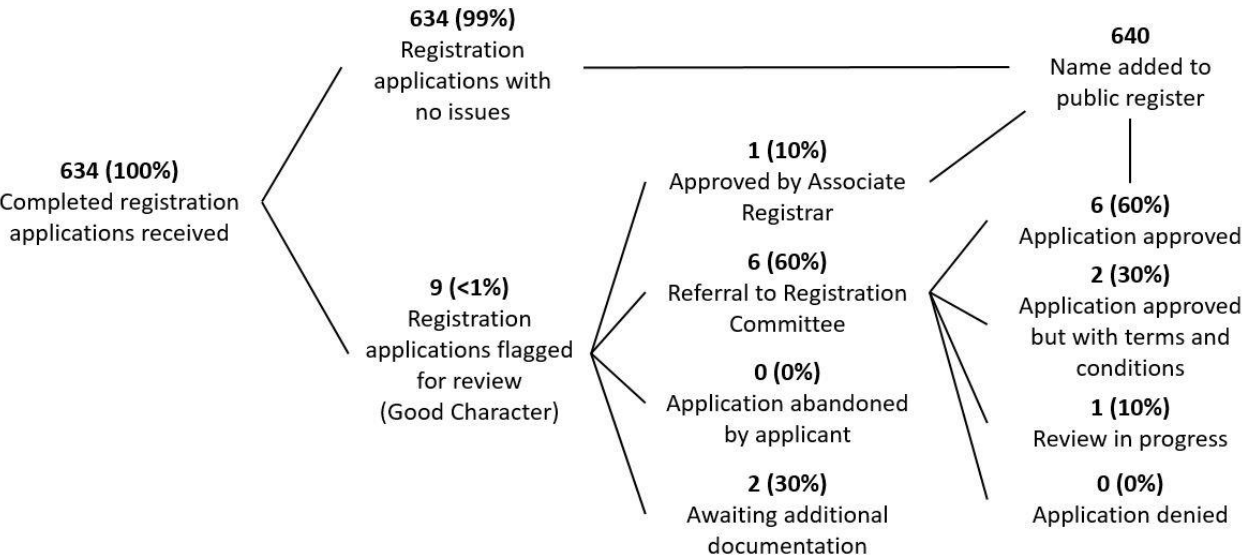 634 (100%)
Completed registration
applications received
634 (99%)
Registration
applications with
no issues
9 (<1%)
Registration
applications flagged
for review
(Good Character)
1 (10%)
Approved by Associate
Registrar
6 (60%)
Referral to Registration
Committee
0 (0%)
Application abandoned
by applicant
2 (30%)
Awaiting additional
documentation
640
Name added to
public register
6 (60%)
Application approved
2 (30%)
Application approved
but with terms and
conditions
1 (10%)
Review in progress
0 (0%)
Application denied